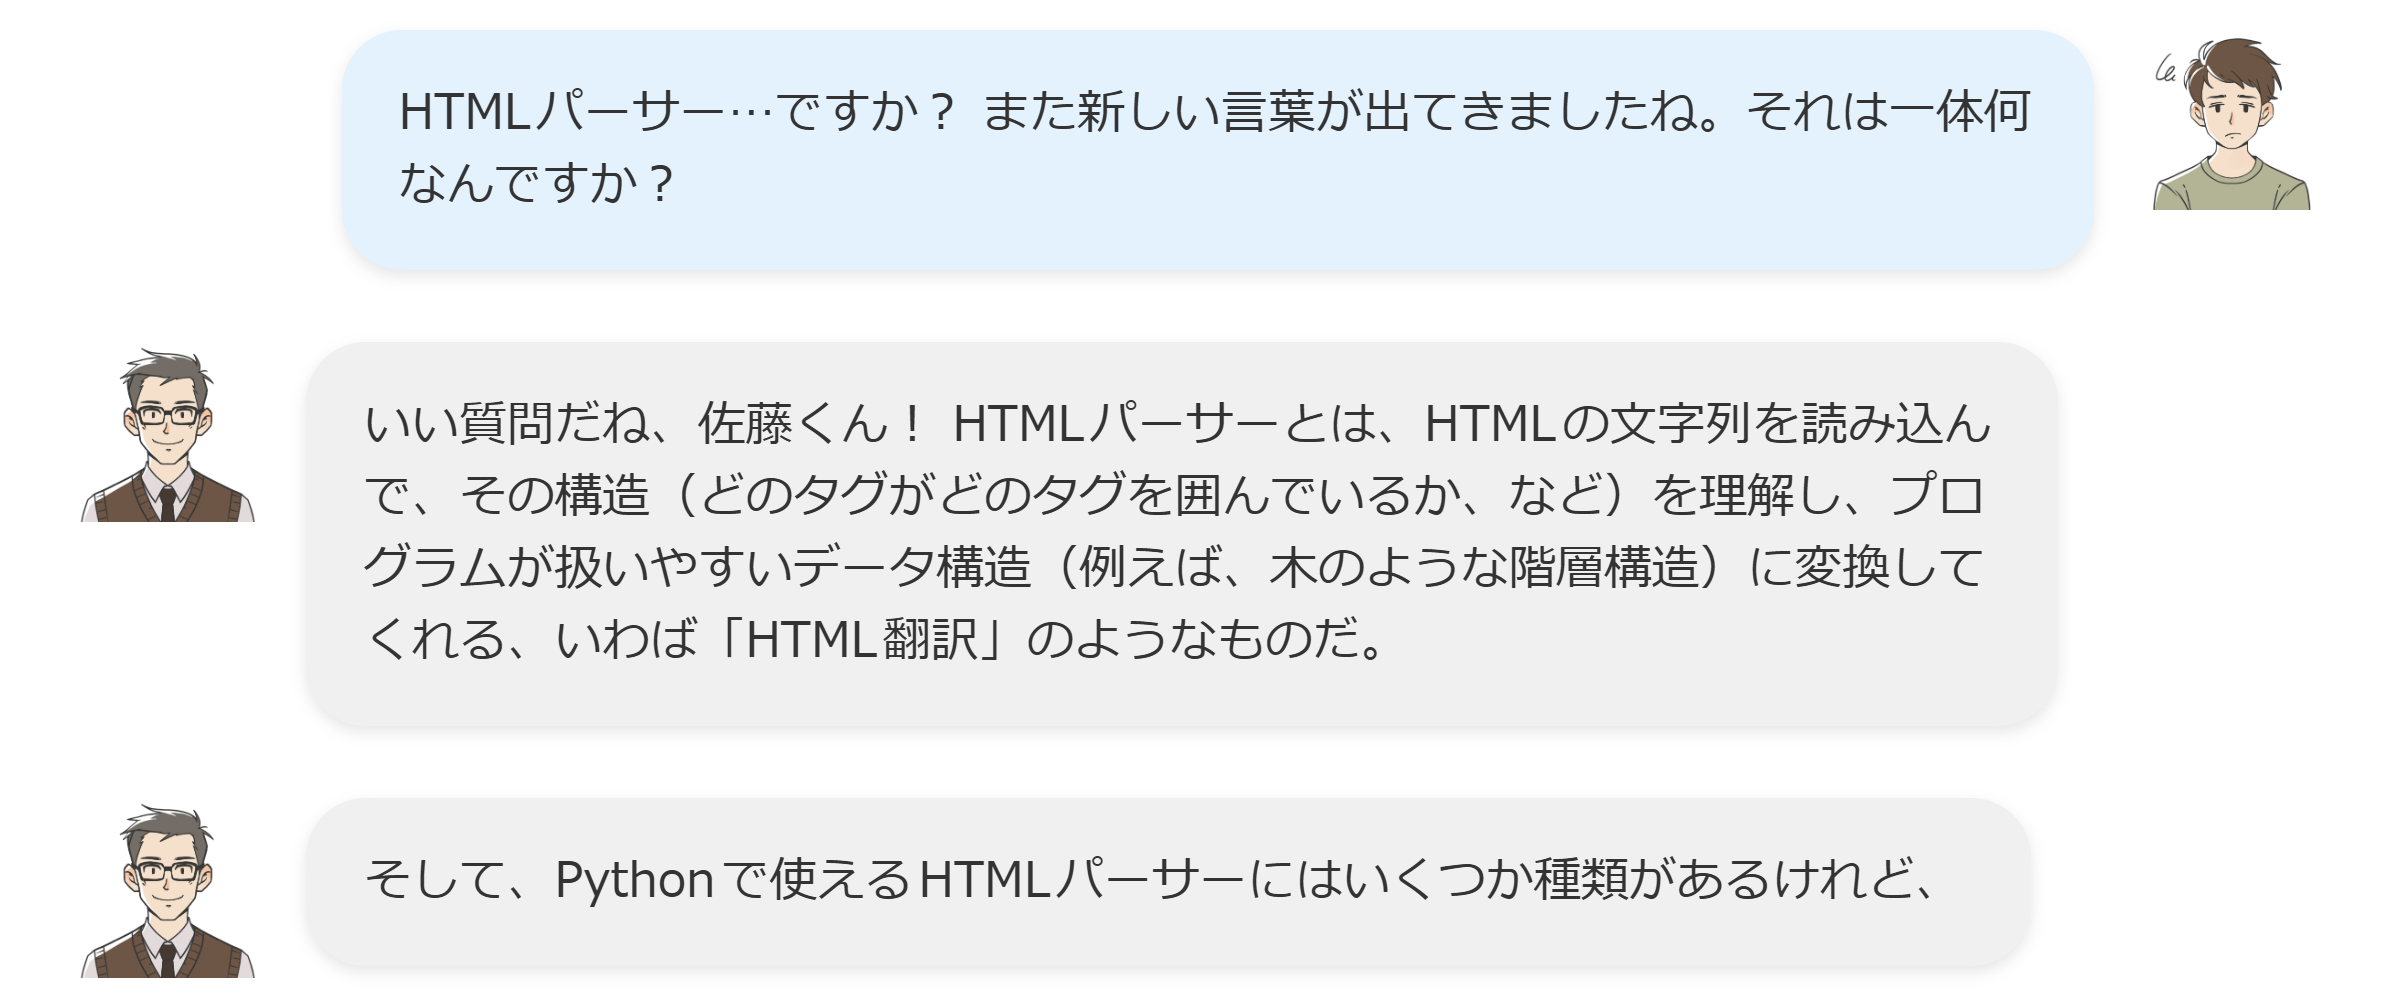 HTMLパーサー…ですか？ また新しい言葉が出てきましたね。それは一体何
なんですか？
いい質問だね、佐藤くん！ HTMLパーサーとは、HTMLの文字列を読み込ん
で、その構造（どのタグがどのタグを囲んでいるか、など）を理解し、プロ
グラムが扱いやすいデータ構造（例えば、木のような階層構造）に変換して
くれる、いわば「HTML翻訳」のようなものだ。
そして、Pythonで使えるHTMLパーサーにはいくつか種類があるけれど、